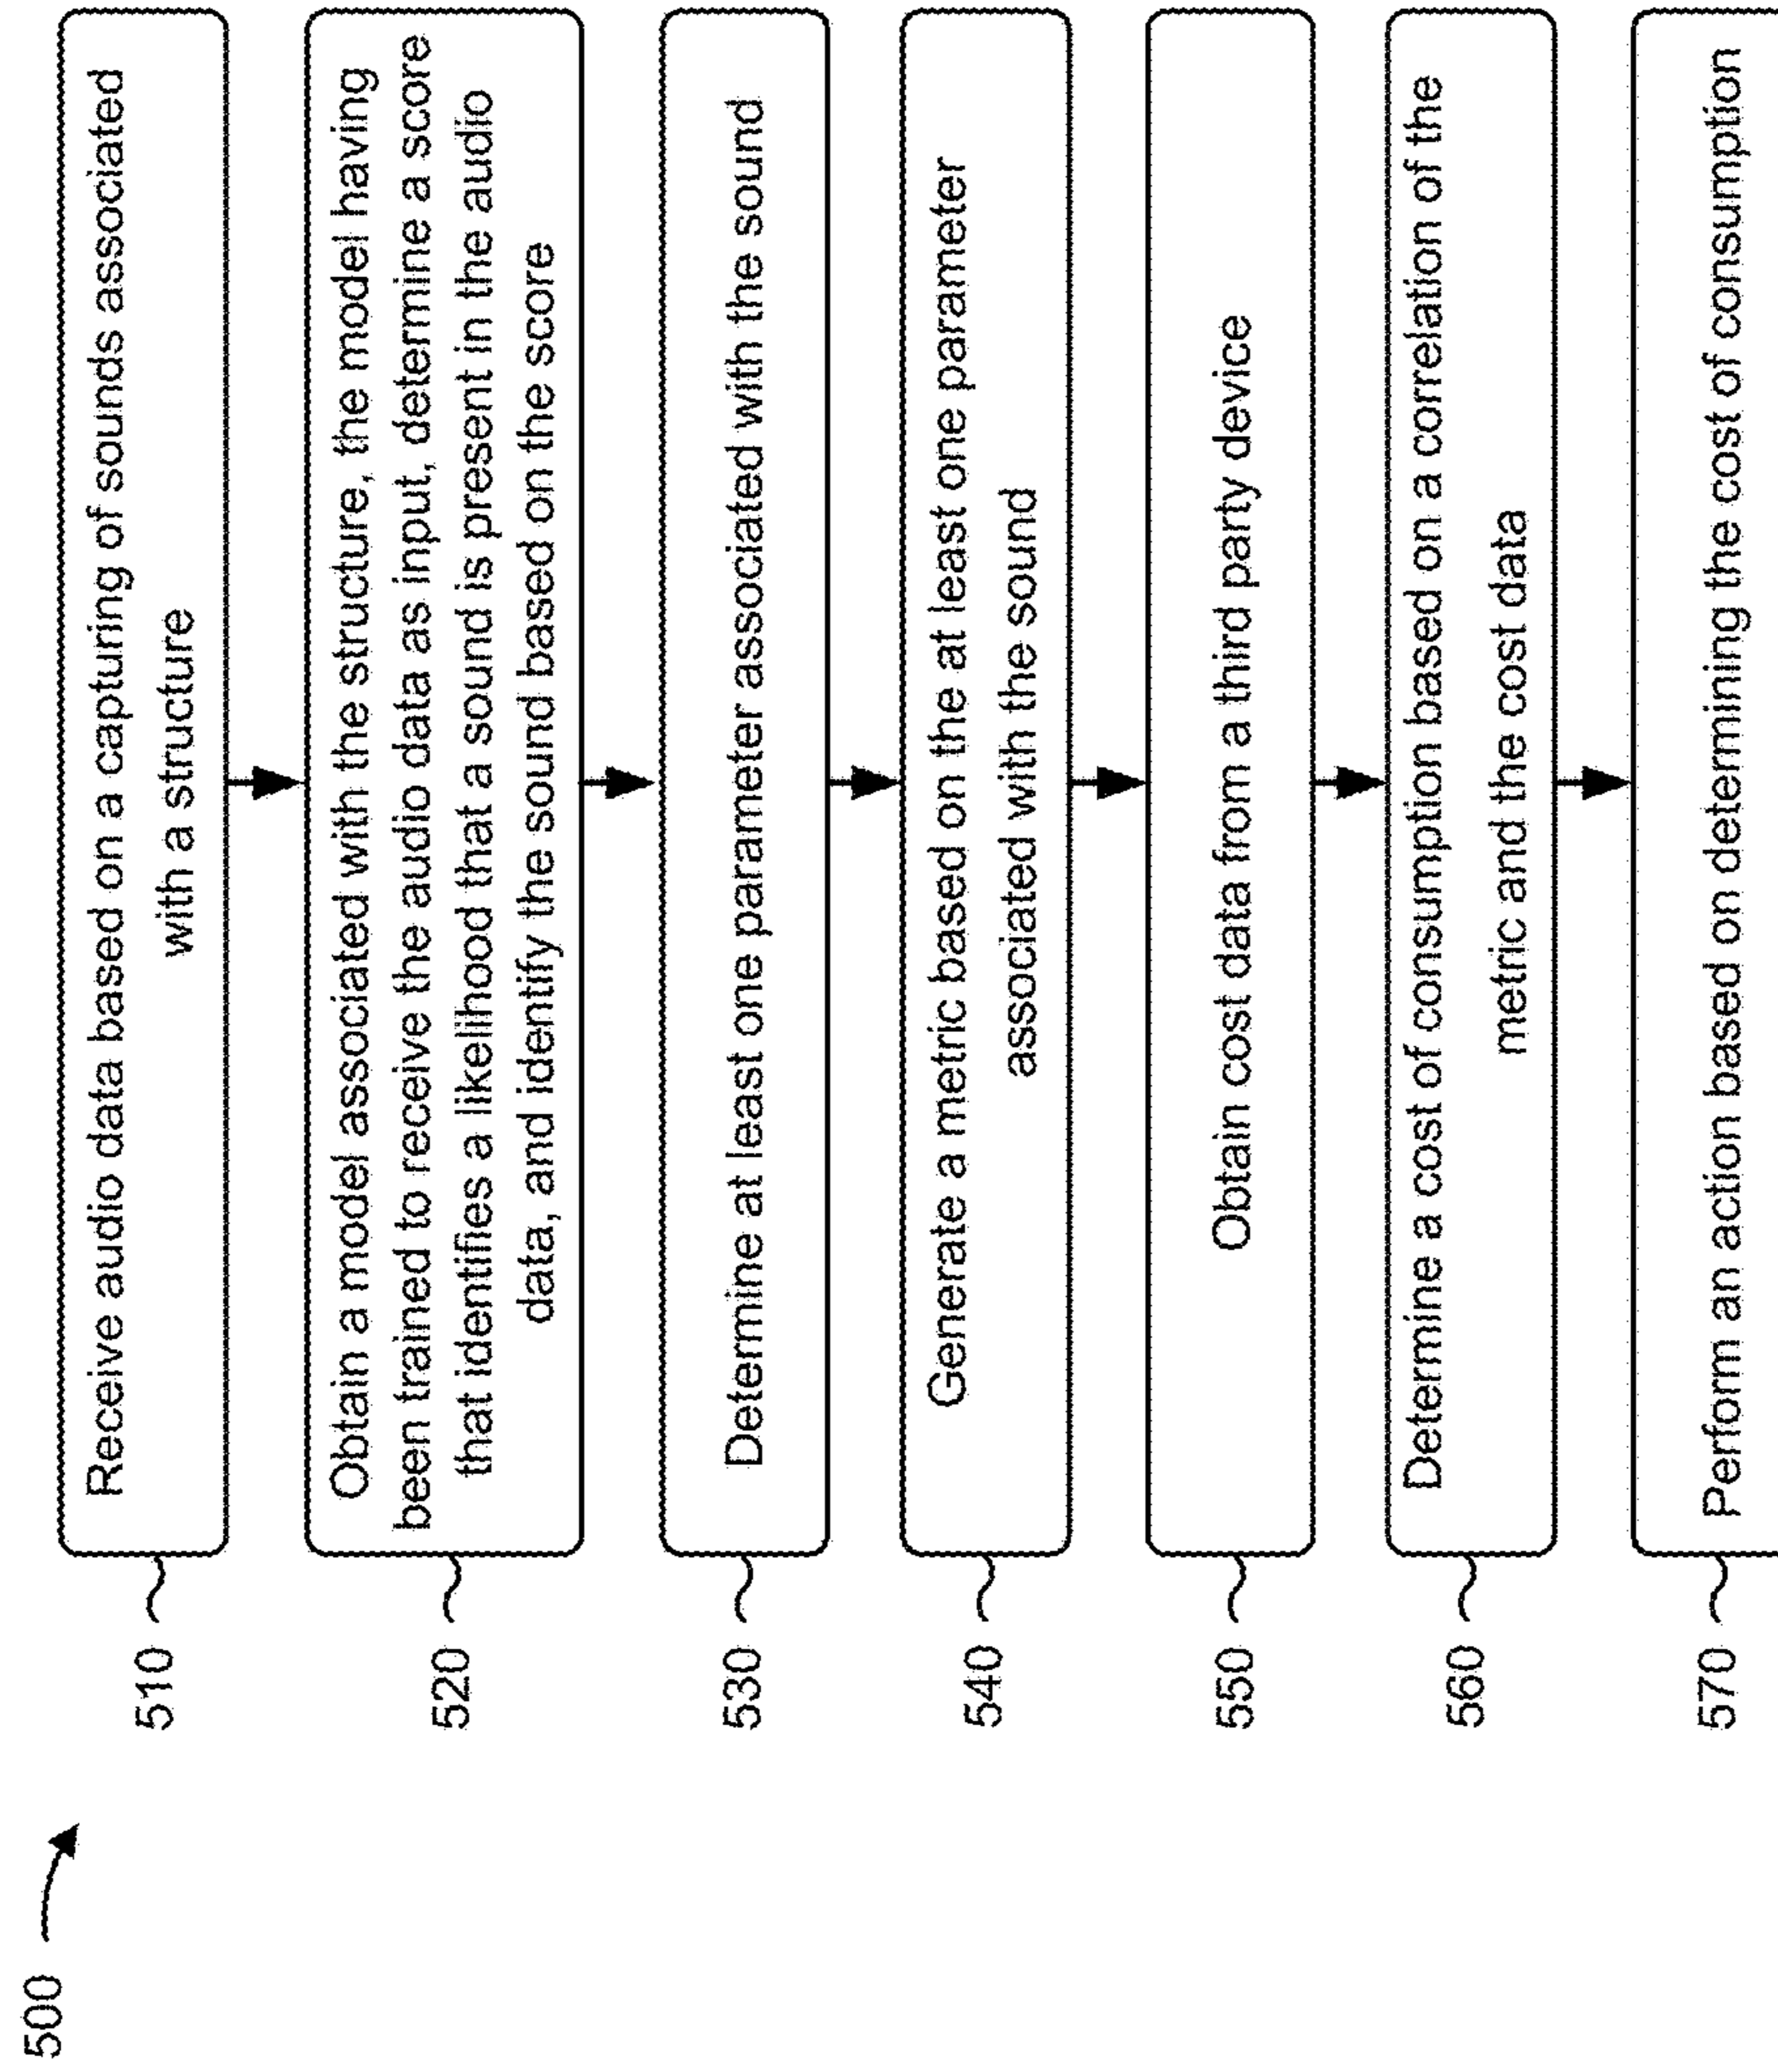 500
510
Receive audio data based on a capturing of sounds associated
with a structure
520
Obtain a model associated with the structure, the model having
been trained to receive the audio data as input, determine a score
that identifies a likelihood that a sound is present in the audio
data, and identify the sound based on the score
530
Determine at least one parameter associated with the sound
540
Generate a metric based on the at least one parameter
associated with the sound
550
Obtain cost data from a third party device
560
Determine a cost of consumption based on a correlation of the
metric and the cost data
570
Perform an action based on determining the cost of consumption